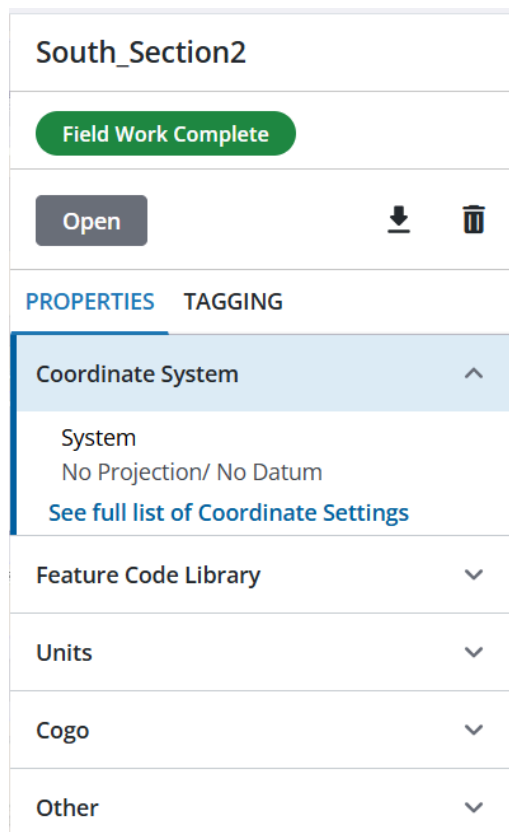 South_Section2
Field Work Complete
Open
PROPERTIES TAGGING
Coordinate System
System
No Projection/ No Datum
See full list of Coordinate Settings
Feature Code Library
Units
Cogo
Other